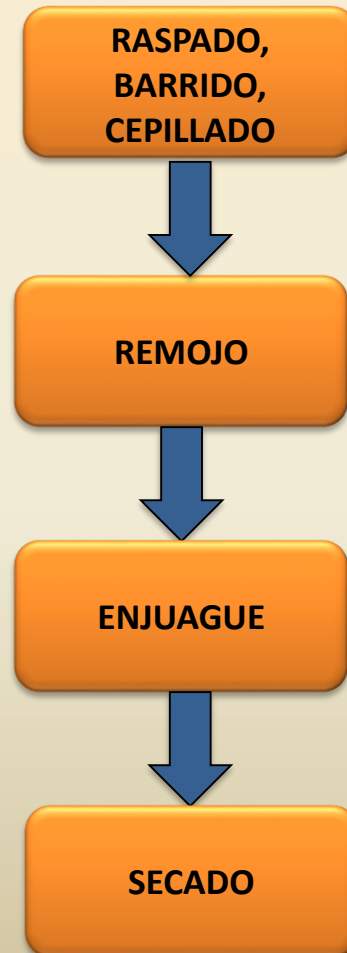 RASPADO,
BARRIDO,
CEPILLADO
REMOJO
ENJUAGUE
SECADO